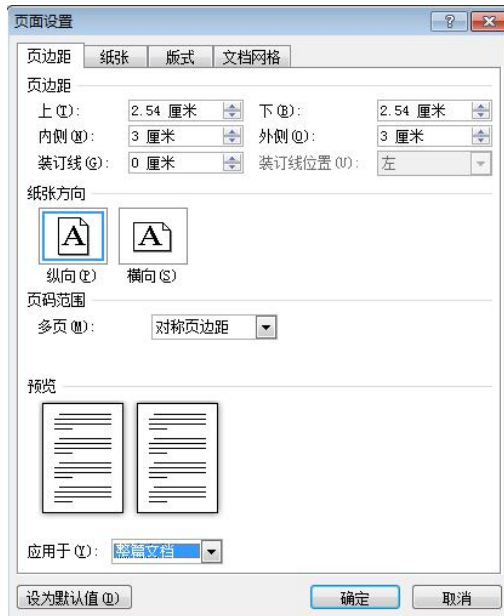 页面设置
页边距 纸张 版式 文档网格
页边距
上(T): 2.54 厘米 下(B): 2.54 厘米
内侧(N): 3 厘米 外侧(O): 3 厘米
装订线(G): 0 厘米 装订线位置(U): 左
纸张方向
A A
纵向(P) 横向(S)
页码范围
多页(M): 对称页边距
预览
应用于(Y): 整篇文档
设为默认值(D) 确定 取消